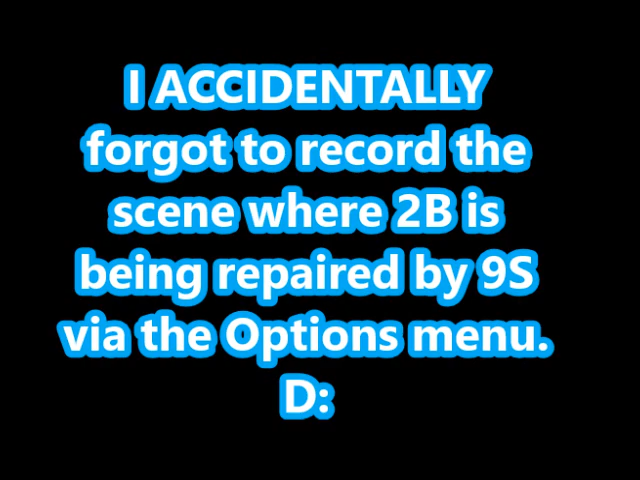 I ACCIDENTALLY
forgot to record the
scene where 2B is
being repaired by 9S
via the Options menu.
D: